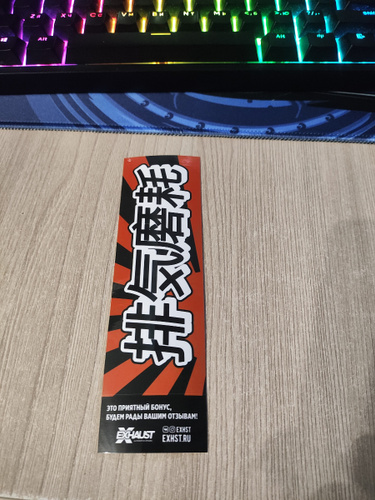 排気磨耗
ЭТО ПРИЯТНЫЙ БОНУС,
БУДЕМ РАДЫ ВАШИМ ОТЗЫВАМ!
EXHAUST
EXHST
EXHST.RU